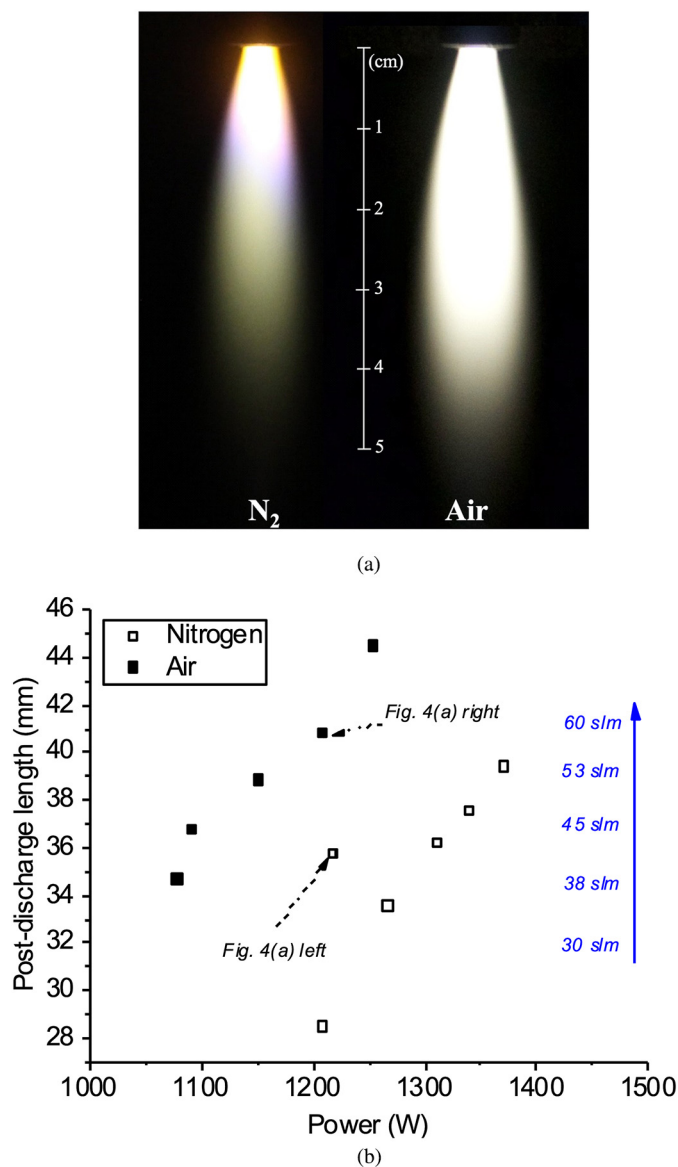 (cm)
1
2
3
4
5
N₂
Air
(a)
46
44
42
40
38
36
34
32
30
28
Post-discharge length (mm)
Nitrogen
Air
Fig. 4(a) right
Fig. 4(a) left
60 slm
53 slm
45 slm
38 slm
30 slm
1000 1100 1200 1300 1400 1500
Power (W)
(b)